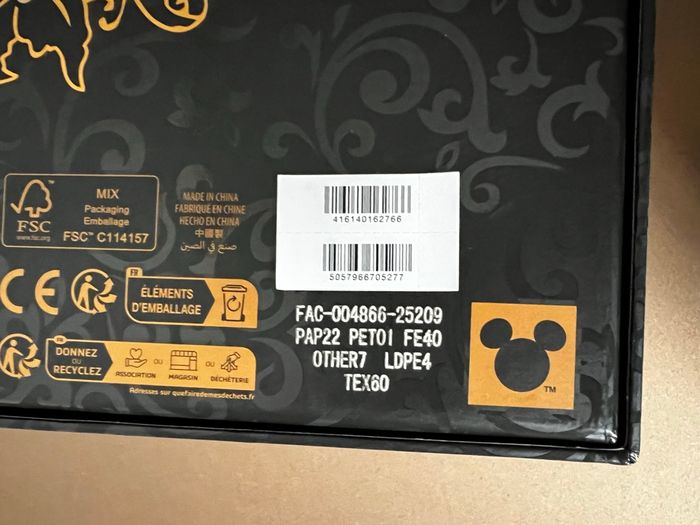 FSC
www.fsc.org
MIX
Packaging
Emballage
FSC™ C114157
MADE IN CHINA
FABRIQUÉ EN CHINE
HECHO EN CHINA
中國製
صنع في الصين
416140162766
5057966705277
CE
FR
ÉLÉMENTS
D'EMBALLAGE
FAC-004866-25209
PAP22 PET01 FE40
OTHER7 LDPE4
TEX60
FR
DONNEZ
OU
RECYCLEZ
ASSOCIATION
OU
MAGASIN
OU
DÉCHÈTERIE
Adresses sur quefairedemesdechets.fr
TM